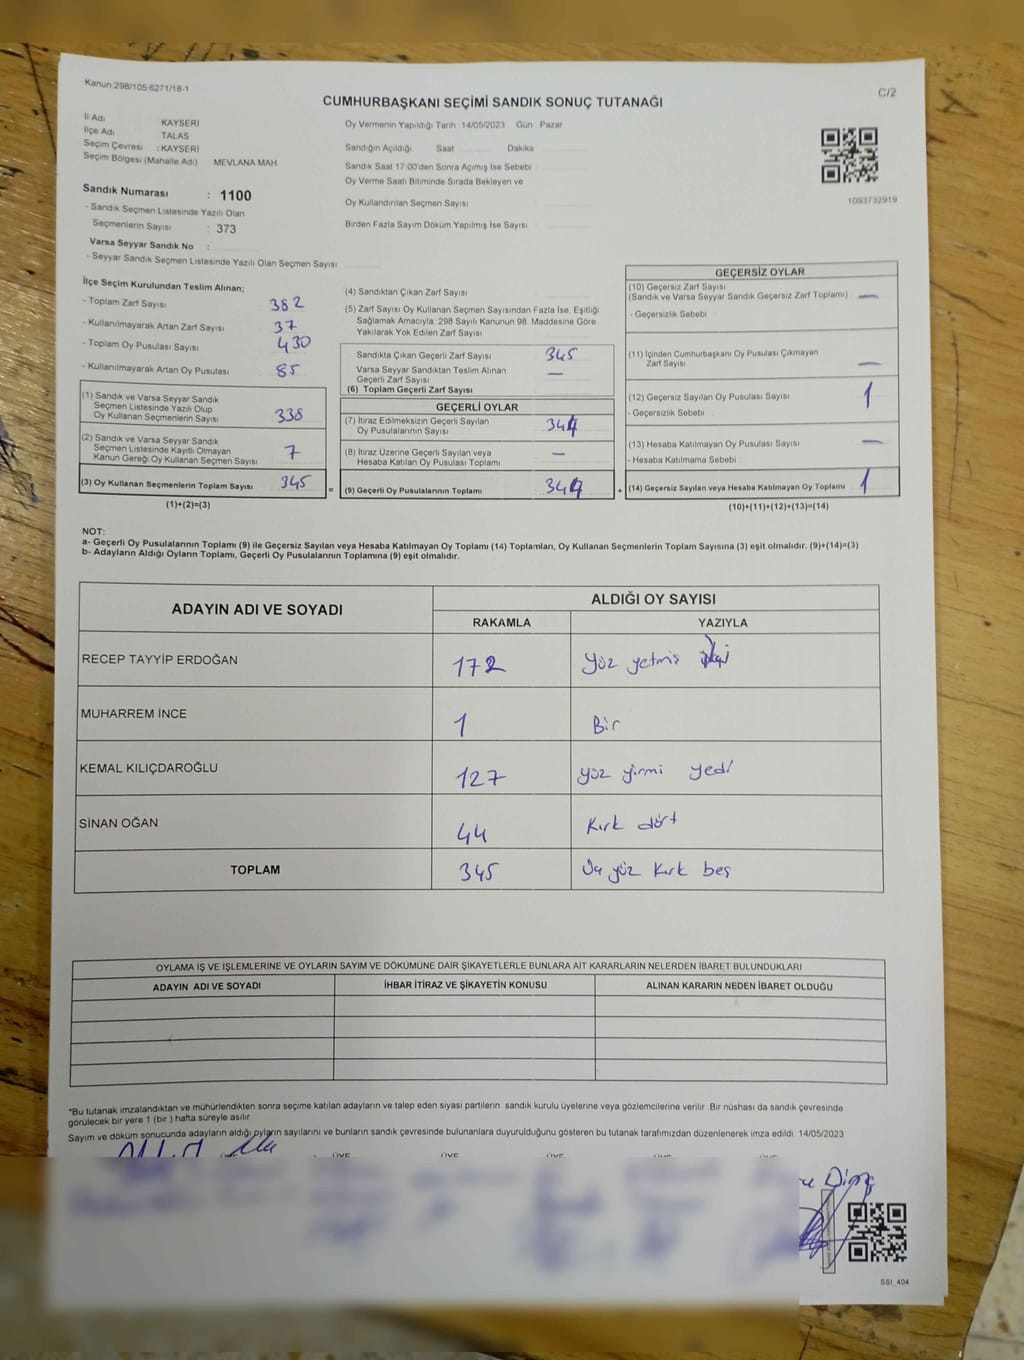 Kanun:298/105 6271/18-1
C/2
CUMHURBAŞKANI SEÇİMİ SANDIK SONUÇ TUTANAĞI
İl Adı KAYSERİ
İlçe Adı TALAS
Seçim Çevresi : KAYSERİ
Seçim Bölgesi (Mahalle Adı) MEVLANA MAH
Oy Vermenin Yapıldığı Tarih 14/05/2023 Gün Pazar
Sandığın Açıldığı Saat Dakika
Sandık Saat 17:00'den Sonra Açımış İse Sebebi
Oy Verme Saati Bitiminde Sırada Bekleyen ve
Oy Kullandırılan Seçmen Sayısı
Birden Fazla Sayım Döküm Yapılmış İse Sayısı
1093732919
Sandık Numarası : 1100
- Sandık Seçmen Listesinde Yazılı Olan
Seçmenlerin Sayısı : 373
Varsa Seyyar Sandık No :
- Seyyar Sandık Seçmen Listesinde Yazılı Olan Seçmen Sayısı
İlçe Seçim Kurulundan Teslim Alınan;
- Toplam Zarf Sayısı 382
- Kullanılmayarak Artan Zarf Sayısı 37
- Toplam Oy Pusulası Sayısı 430
- Kullanılmayarak Artan Oy Pusulası 85
(1) Sandık ve Varsa Seyyar Sandık
Seçmen Listesinde Yazılı Olup
Oy Kullanan Seçmenlerin Sayısı 338
(2) Sandık ve Varsa Seyyar Sandık
Seçmen Listesinde Kayıtlı Olmayan
Kanun Gereği Oy Kullanan Seçmen Sayısı 7
(3) Oy Kullanan Seçmenlerin Toplam Sayısı 345
(1)+(2)=(3)
(4) Sandıktan Çıkan Zarf Sayısı
(5) Zarf Sayısı Oy Kullanan Seçmen Sayısından Fazla İse, Eşitliği
Sağlamak Amacıyla, 298 Sayılı Kanunun 98. Maddesine Göre
Yakılarak Yok Edilen Zarf Sayısı
Sandıkta Çıkan Geçerli Zarf Sayısı 345
Varsa Seyyar Sandıktan Teslim Alınan
Geçerli Zarf Sayısı —
(6) Toplam Geçerli Zarf Sayısı
GEÇERLİ OYLAR
(7) İtiraz Edilmeksizin Geçerli Sayılan
Oy Pusulalarının Sayısı 344
(8) İtiraz Üzerine Geçerli Sayılan veya
Hesaba Katılan Oy Pusulası Toplamı —
= (9) Geçerli Oy Pusulalarının Toplamı 344 +
GEÇERSİZ OYLAR
(10) Geçersiz Zarf Sayısı
(Sandık ve Varsa Seyyar Sandık Geçersiz Zarf Toplamı) —
- Geçersizlik Sebebi
(11) İçinden Cumhurbaşkanı Oy Pusulası Çıkmayan
Zarf Sayısı —
(12) Geçersiz Sayılan Oy Pusulası Sayısı 1
- Geçersizlik Sebebi
(13) Hesaba Katılmayan Oy Pusulası Sayısı —
- Hesaba Katılmama Sebebi
(14) Geçersiz Sayılan veya Hesaba Katılmayan Oy Toplamı 1
(10)+(11)+(12)+(13)=(14)
NOT:
a- Geçerli Oy Pusulalarının Toplamı (9) ile Geçersiz Sayılan veya Hesaba Katılmayan Oy Toplamı (14) Toplamları, Oy Kullanan Seçmenlerin Toplam Sayısına (3) eşit olmalıdır. (9)+(14)=(3)
b- Adayların Aldığı Oyların Toplamı, Geçerli Oy Pusulalarının Toplamına (9) eşit olmalıdır.
ADAYIN ADI VE SOYADI ALDIĞI OY SAYISI
RAKAMLA YAZIYLA
RECEP TAYYİP ERDOĞAN 172 yüz yetmiş iki
MUHARREM İNCE 1 Bir
KEMAL KILIÇDAROĞLU 127 yüz yirmi yedi
SİNAN OĞAN 44 Kırk dört
TOPLAM 345 Üç yüz Kırk beş
OYLAMA İŞ VE İŞLEMLERİNE VE OYLARIN SAYIM VE DÖKÜMÜNE DAİR ŞİKAYETLERLE BUNLARA AİT KARARLARIN NELERDEN İBARET BULUNDUKLARI
ADAYIN ADI VE SOYADI İHBAR İTİRAZ VE ŞİKAYETİN KONUSU ALINAN KARARIN NEDEN İBARET OLDUĞU
*Bu tutanak imzalandıktan ve mühürlendikten sonra seçime katılan adayların ve talep eden siyasi partilerin sandık kurulu üyelerine veya gözlemcilerine verilir. Bir nüshası da sandık çevresinde
görülecek bir yere 1 (bir ) hafta süreyle asılır.
Sayım ve döküm sonucunda adayların aldığı oyların sayılarını ve bunların sandık çevresinde bulunanlara duyurulduğunu gösteren bu tutanak tarafımızdan düzenlenerek imza edildi. 14/05/2023
ÜYE ÜYE ÜYE ÜYE ÜYE
SSI_404